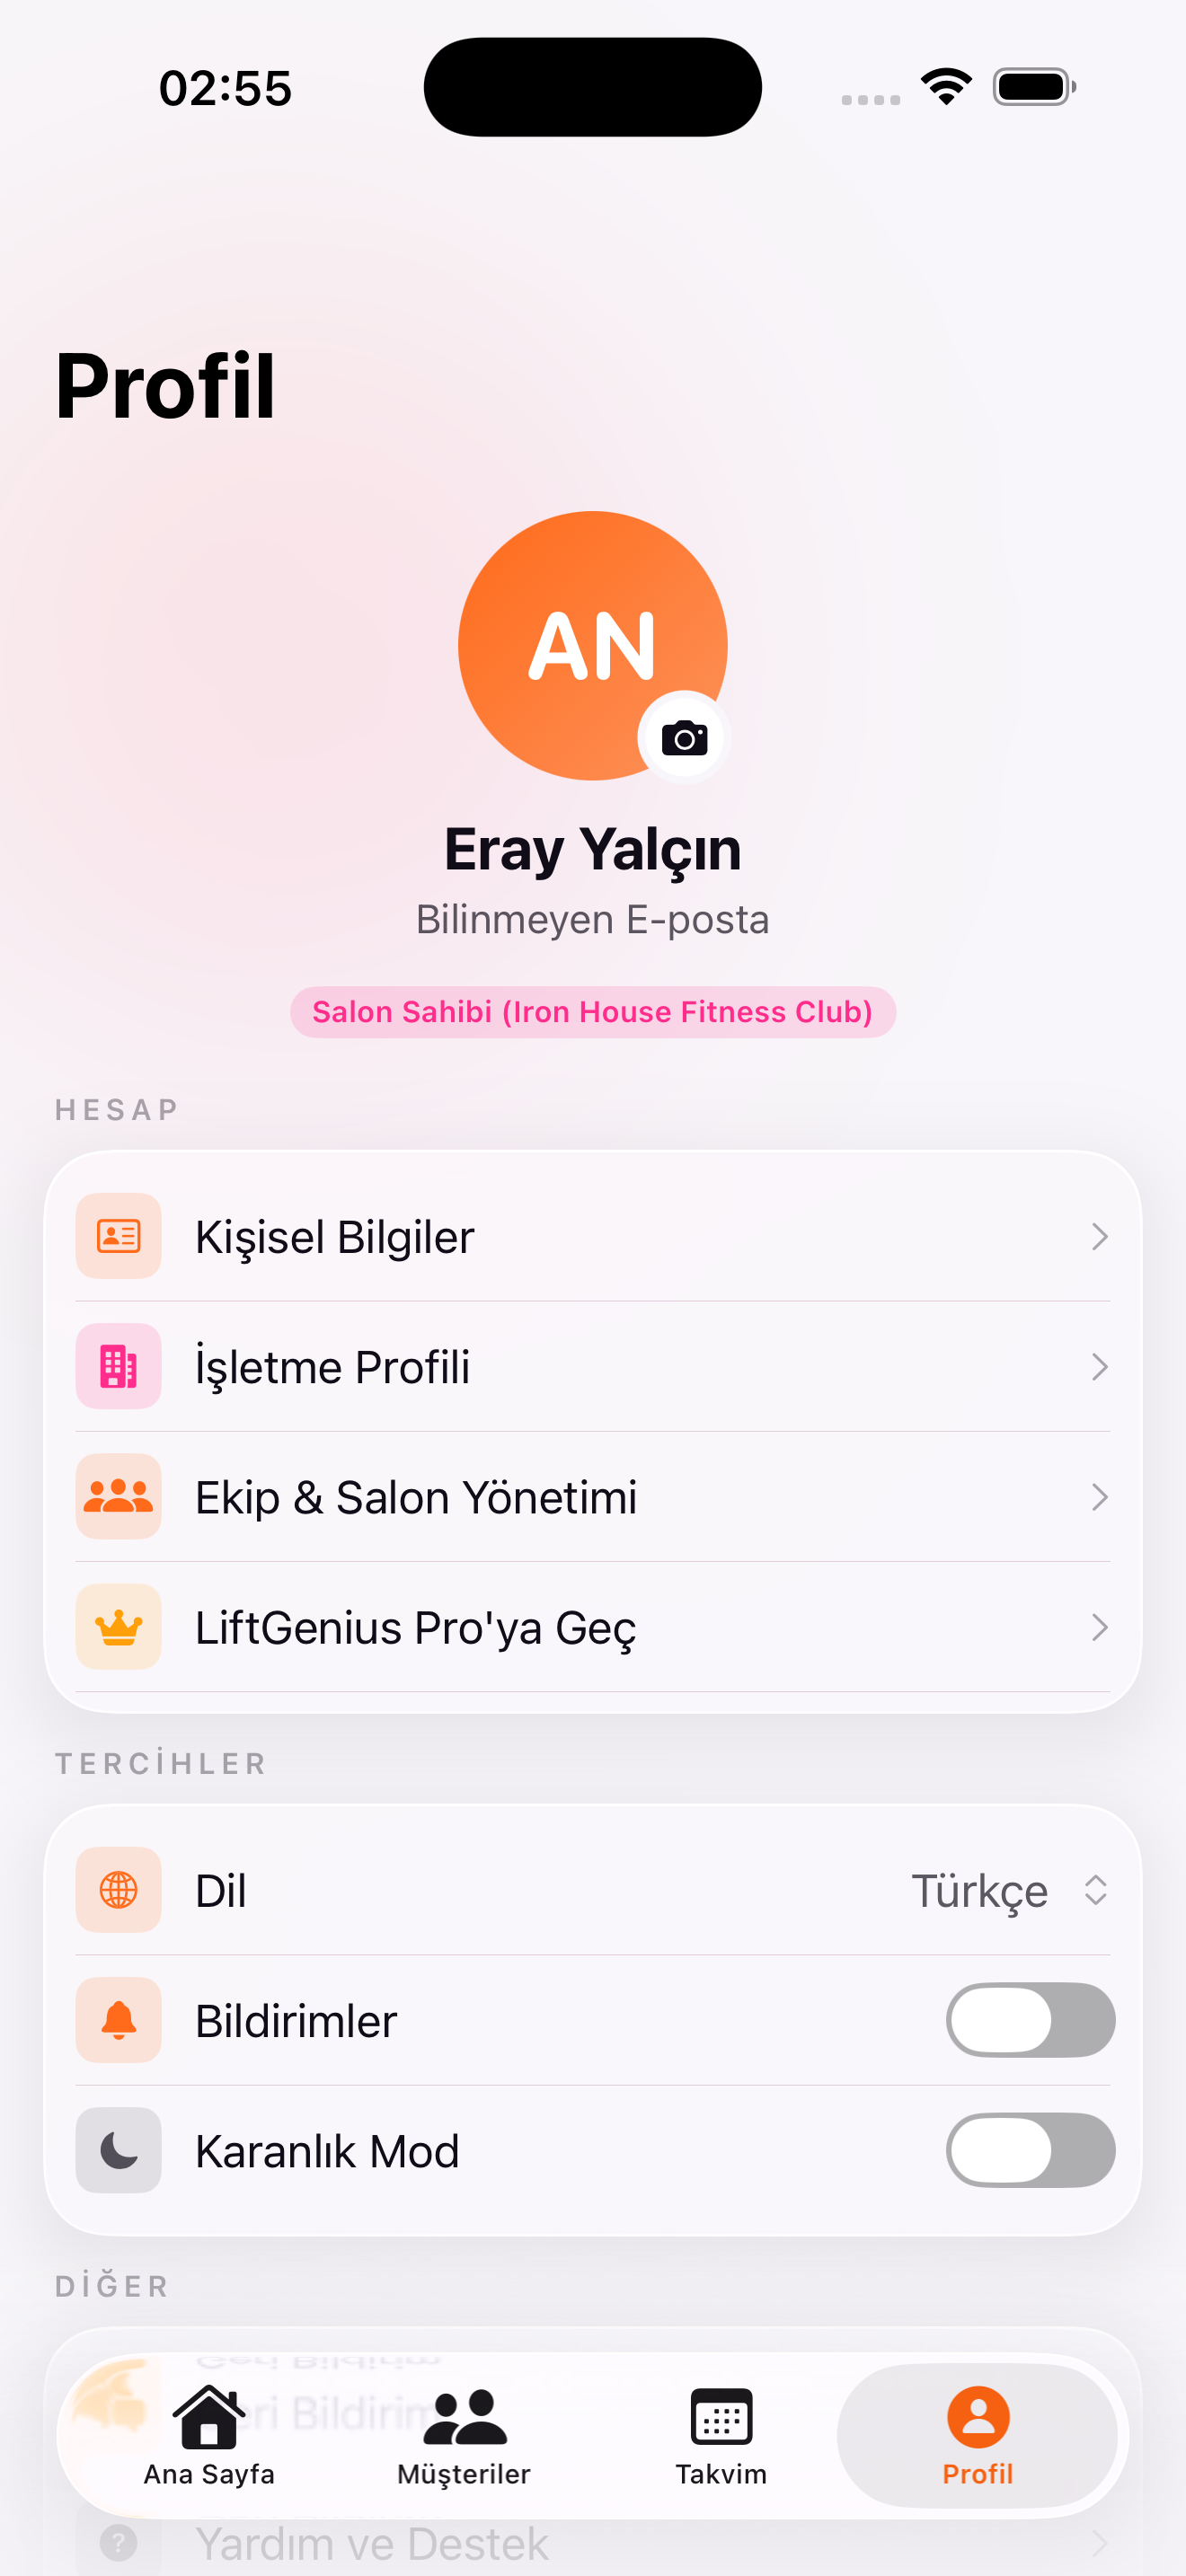 02:55
Profil
AN
Eray Yalçın
Bilinmeyen E-posta
Salon Sahibi (Iron House Fitness Club)
HESAP
Kişisel Bilgiler
İşletme Profili
Ekip & Salon Yönetimi
LiftGenius Pro'ya Geç
TERCİHLER
Dil
Türkçe
Bildirimler
Karanlık Mod
DİĞER
Geri Bildirim
Ana Sayfa
Müşteriler
Takvim
Profil
Yardım ve Destek